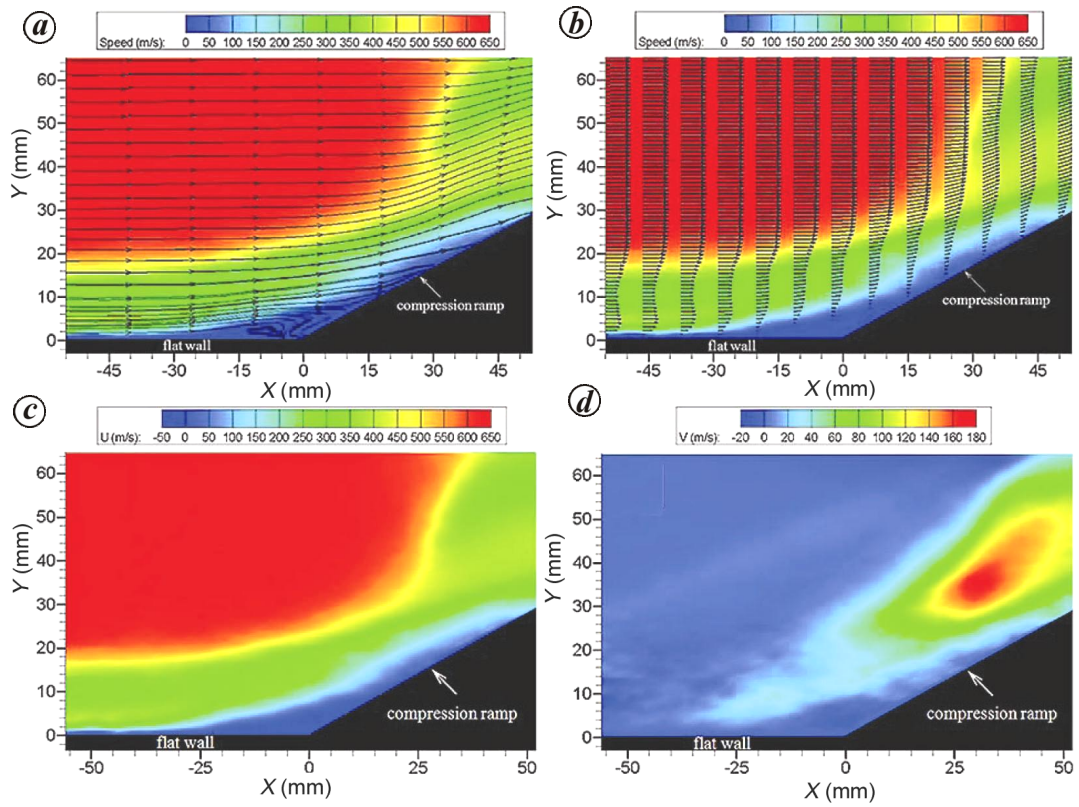 a
Speed (m/s): 0 50 100 150 200 250 300 350 400 450 500 550 600 650
Y (mm)
60
50
40
30
20
10
0
compression ramp
flat wall
-45 -30 -15 0 15 30 45
X (mm)
b
Speed (m/s): 0 50 100 150 200 250 300 350 400 450 500 550 600 650
Y (mm)
60
50
40
30
20
10
0
compression ramp
flat wall
-45 -30 -15 0 15 30 45
X (mm)
c
U (m/s): -50 0 50 100 150 200 250 300 350 400 450 500 550 600 650
Y (mm)
60
50
40
30
20
10
0
compression ramp
flat wall
-50 -25 0 25 50
X (mm)
d
V (m/s): -20 0 20 40 60 80 100 120 140 160 180
Y (mm)
60
50
40
30
20
10
0
compression ramp
flat wall
-50 -25 0 25 50
X (mm)